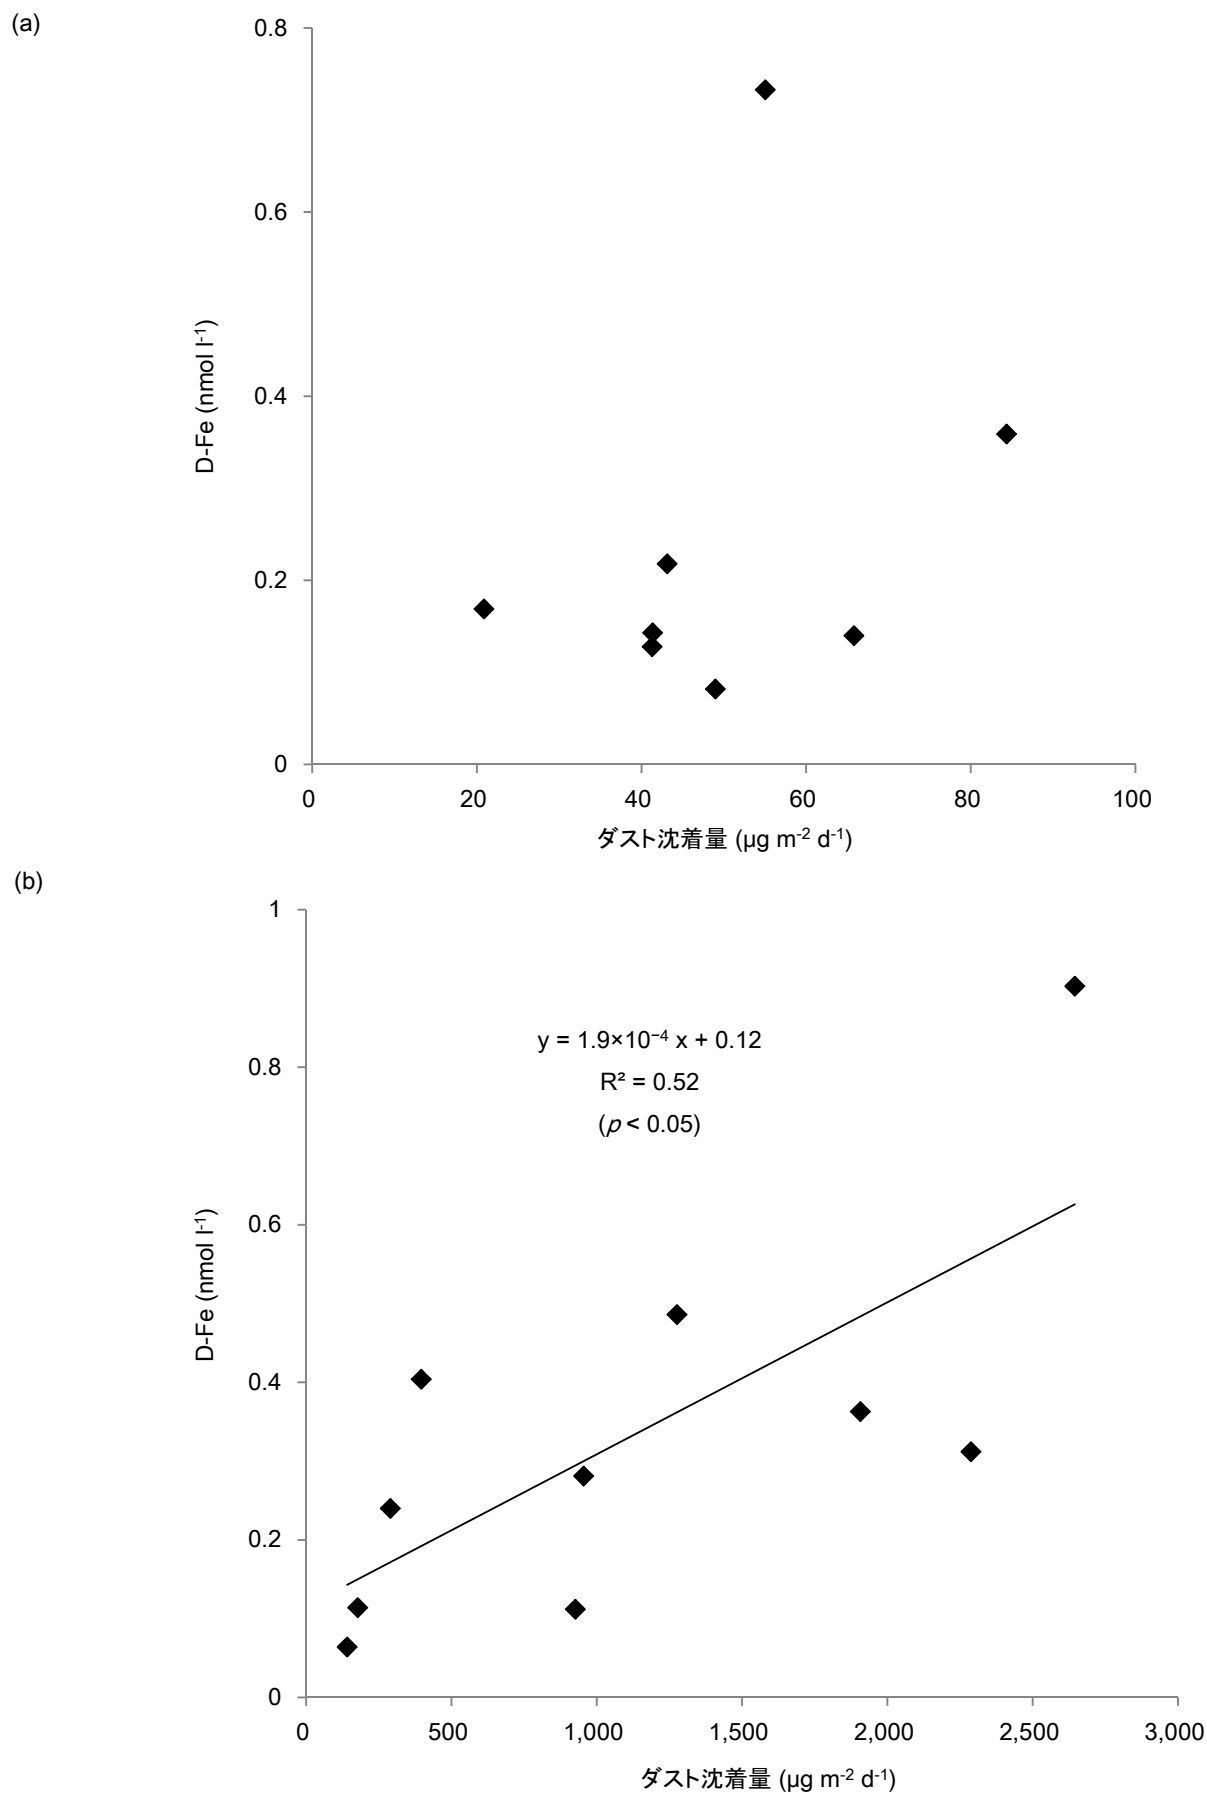 (a)
0.8
0.6
0.4
0.2
0
D-Fe (nmol l⁻¹)
0 20 40 60 80 100
ダスト沈着量 (μg m⁻² d⁻¹)
(b)
1
0.8
0.6
0.4
0.2
0
D-Fe (nmol l⁻¹)
y = 1.9×10⁻⁴ x + 0.12
R² = 0.52
(p < 0.05)
0 500 1,000 1,500 2,000 2,500 3,000
ダスト沈着量 (μg m⁻² d⁻¹)